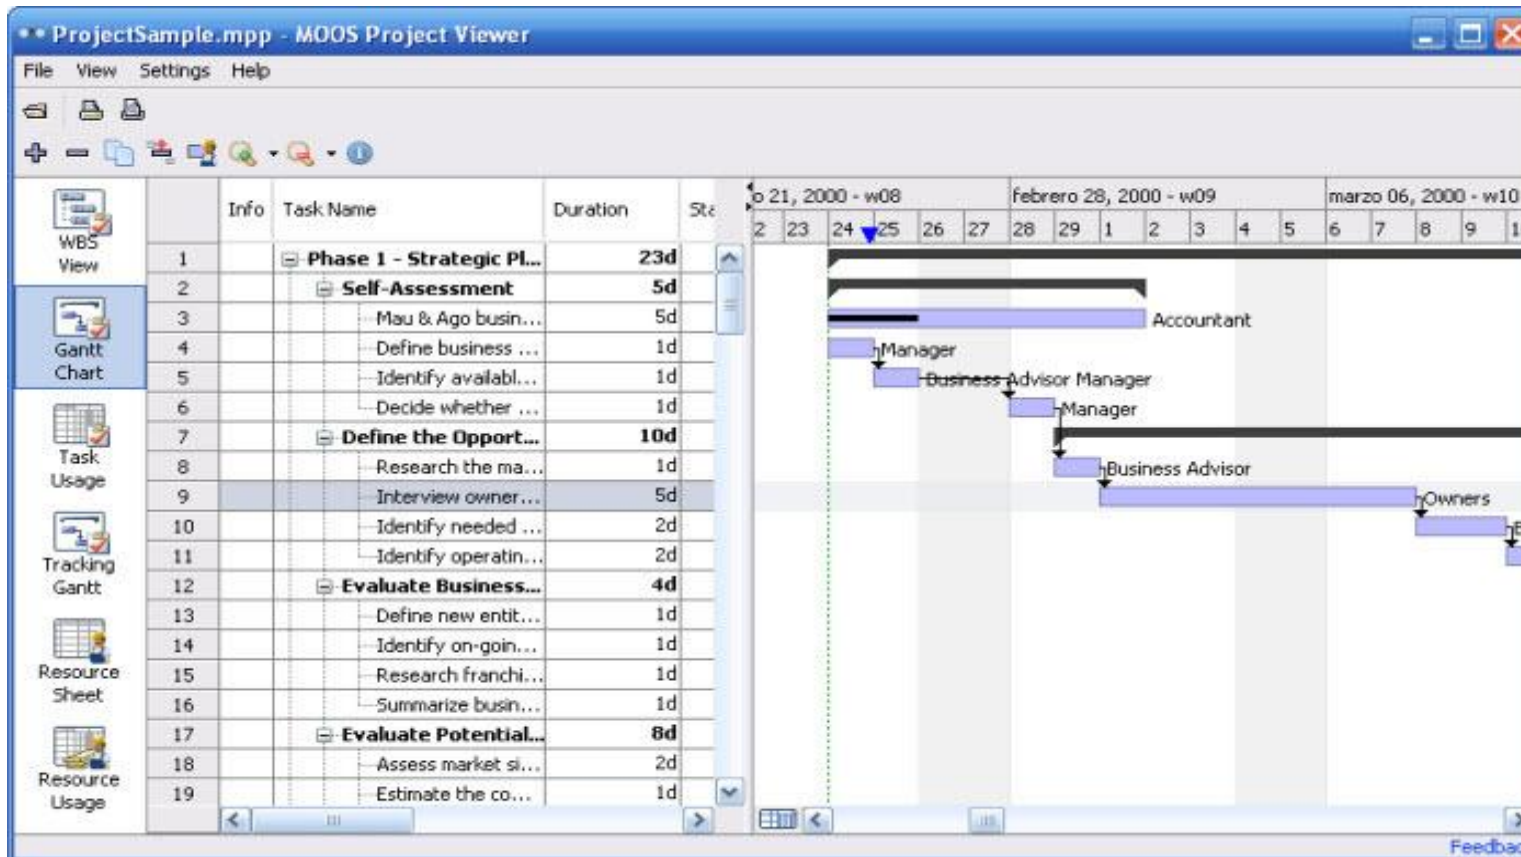 ProjectSample.mpp - MOOS Project Viewer
File View Settings Help
WBS
View
Gantt
Chart
Task
Usage
Tracking
Gantt
Resource
Sheet
Resource
Usage
Info Task Name Duration Sta
1 Phase 1 - Strategic Pl... 23d
2 Self-Assessment 5d
3 Mau & Ago busin... 5d
4 Define business ... 1d
5 Identify availabl... 1d
6 Decide whether ... 1d
7 Define the Opport... 10d
8 Research the ma... 1d
9 Interview owner... 5d
10 Identify needed ... 2d
11 Identify operatin... 2d
12 Evaluate Business... 4d
13 Define new entit... 1d
14 Identify on-goin... 1d
15 Research franchi... 1d
16 Summarize busin... 1d
17 Evaluate Potential... 8d
18 Assess market si... 2d
19 Estimate the co... 1d
o 21, 2000 - w08 febrero 28, 2000 - w09 marzo 06, 2000 - w10
2 23 24 25 26 27 28 29 1 2 3 4 5 6 7 8 9 1
Accountant
Manager
Business Advisor Manager
Manager
Business Advisor
Owners
Feedbac